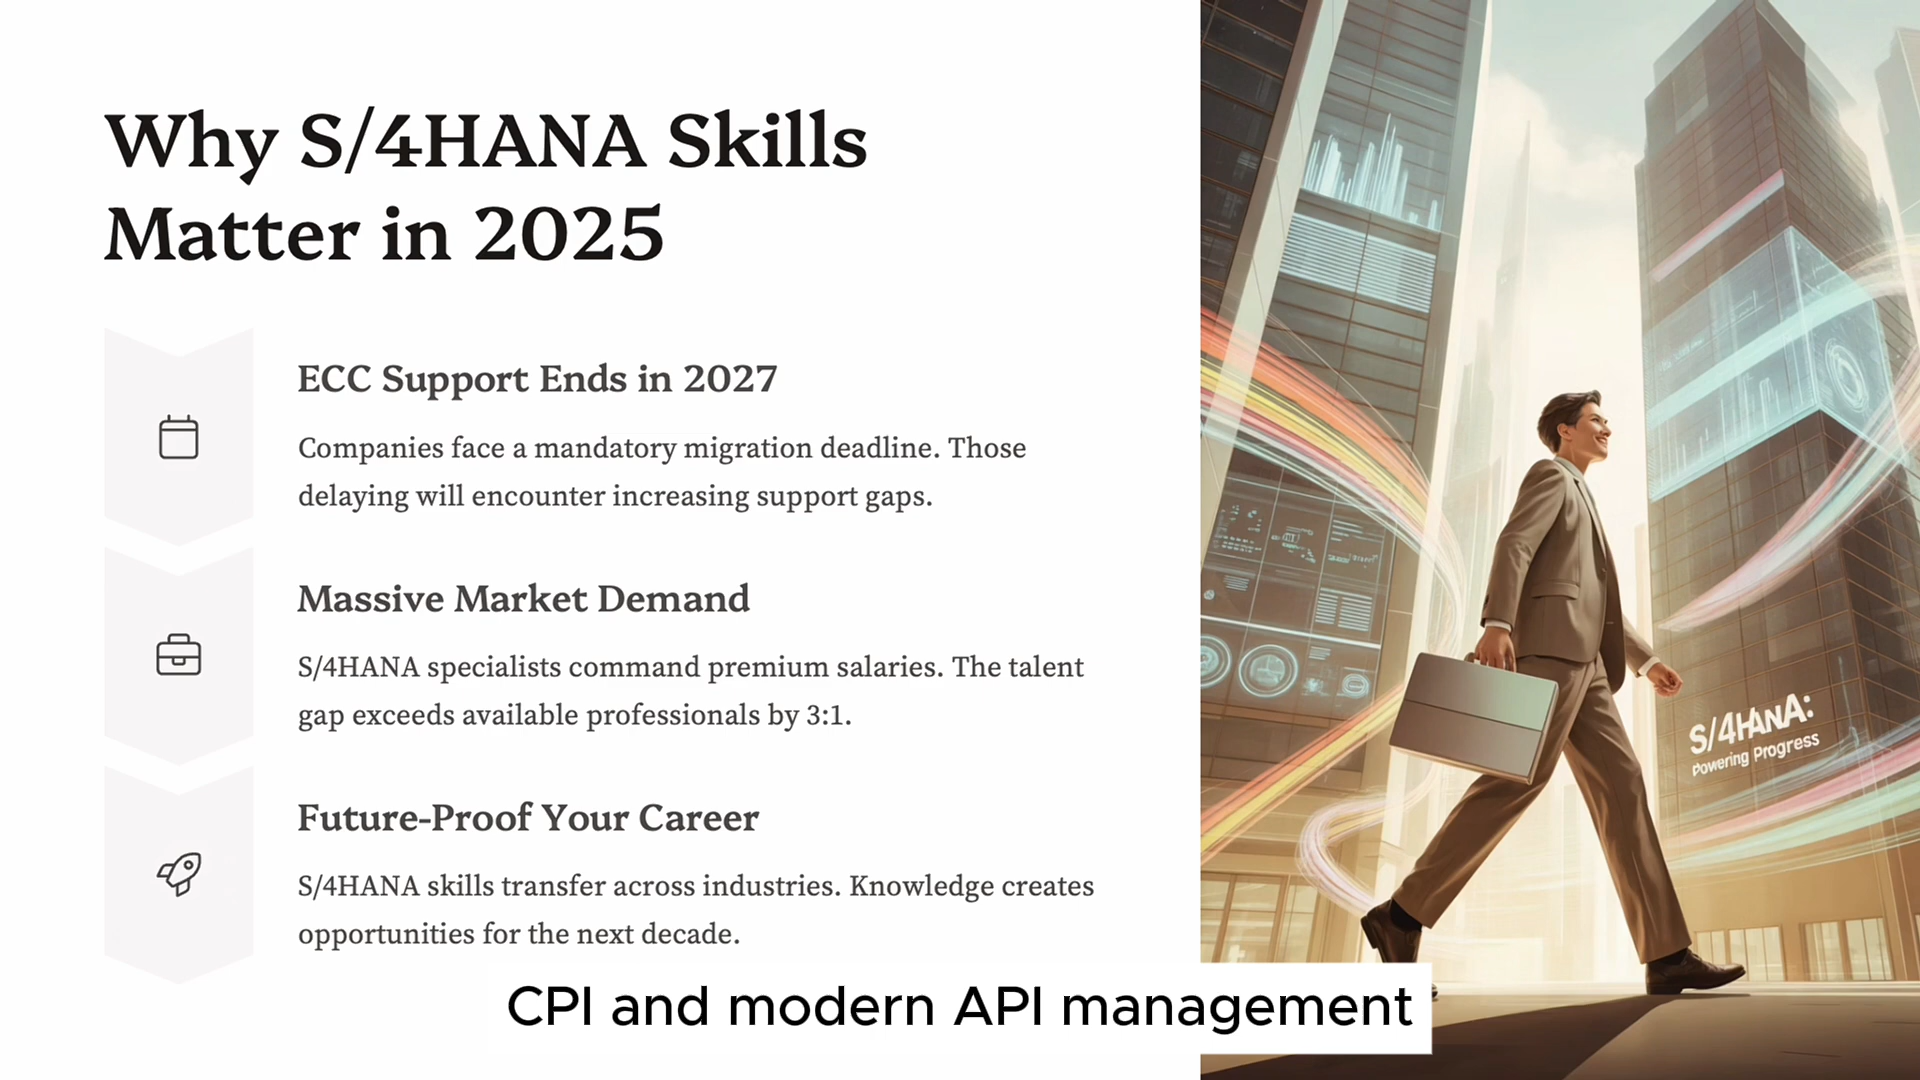 Why S/4HANA Skills
Matter in 2025
ECC Support Ends in 2027
Companies face a mandatory migration deadline. Those
delaying will encounter increasing support gaps.
Massive Market Demand
S/4HANA specialists command premium salaries. The talent
gap exceeds available professionals by 3:1.
Future-Proof Your Career
S/4HANA skills transfer across industries. Knowledge creates
opportunities for the next decade.
S/4HANA:
Powering Progress
CPI and modern API management